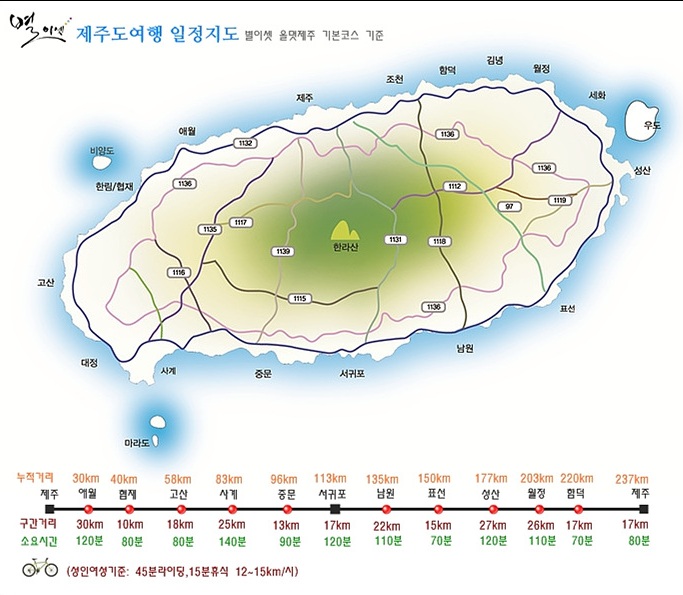 별이셋 제주도여행 일정지도 별이셋 올댓제주 기본코스 기준
김녕
함덕
월정
조천
세화
제주
우도
애월
1132
1136
비양도
1136
성산
한림/협재
1136
1112
1119
97
1117
1135
한라산
1139
1131
1118
1116
고산
1115
1136
표선
남원
대정
사계
중문
서귀포
마라도
누적거리 30km 40km 58km 83km 96km 113km 135km 150km 177km 203km 220km 237km
제주 애월 협재 고산 사계 중문 서귀포 남원 표선 성산 월정 함덕 제주
구간거리 30km 10km 18km 25km 13km 17km 22km 15km 27km 26km 17km 17km
소요시간 120분 80분 80분 140분 90분 120분 110분 70분 120분 110분 70분 80분
(성인여성기준: 45분라이딩,15분휴식 12~15km/시)